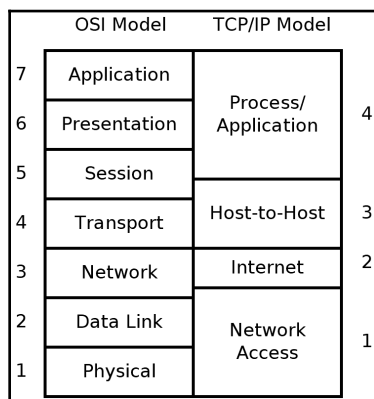 OSI Model TCP/IP Model
7 Application
Process/
Application 4
6 Presentation
5 Session
Host-to-Host 3
4 Transport
3 Network
Internet 2
2 Data Link
Network
Access 1
1 Physical